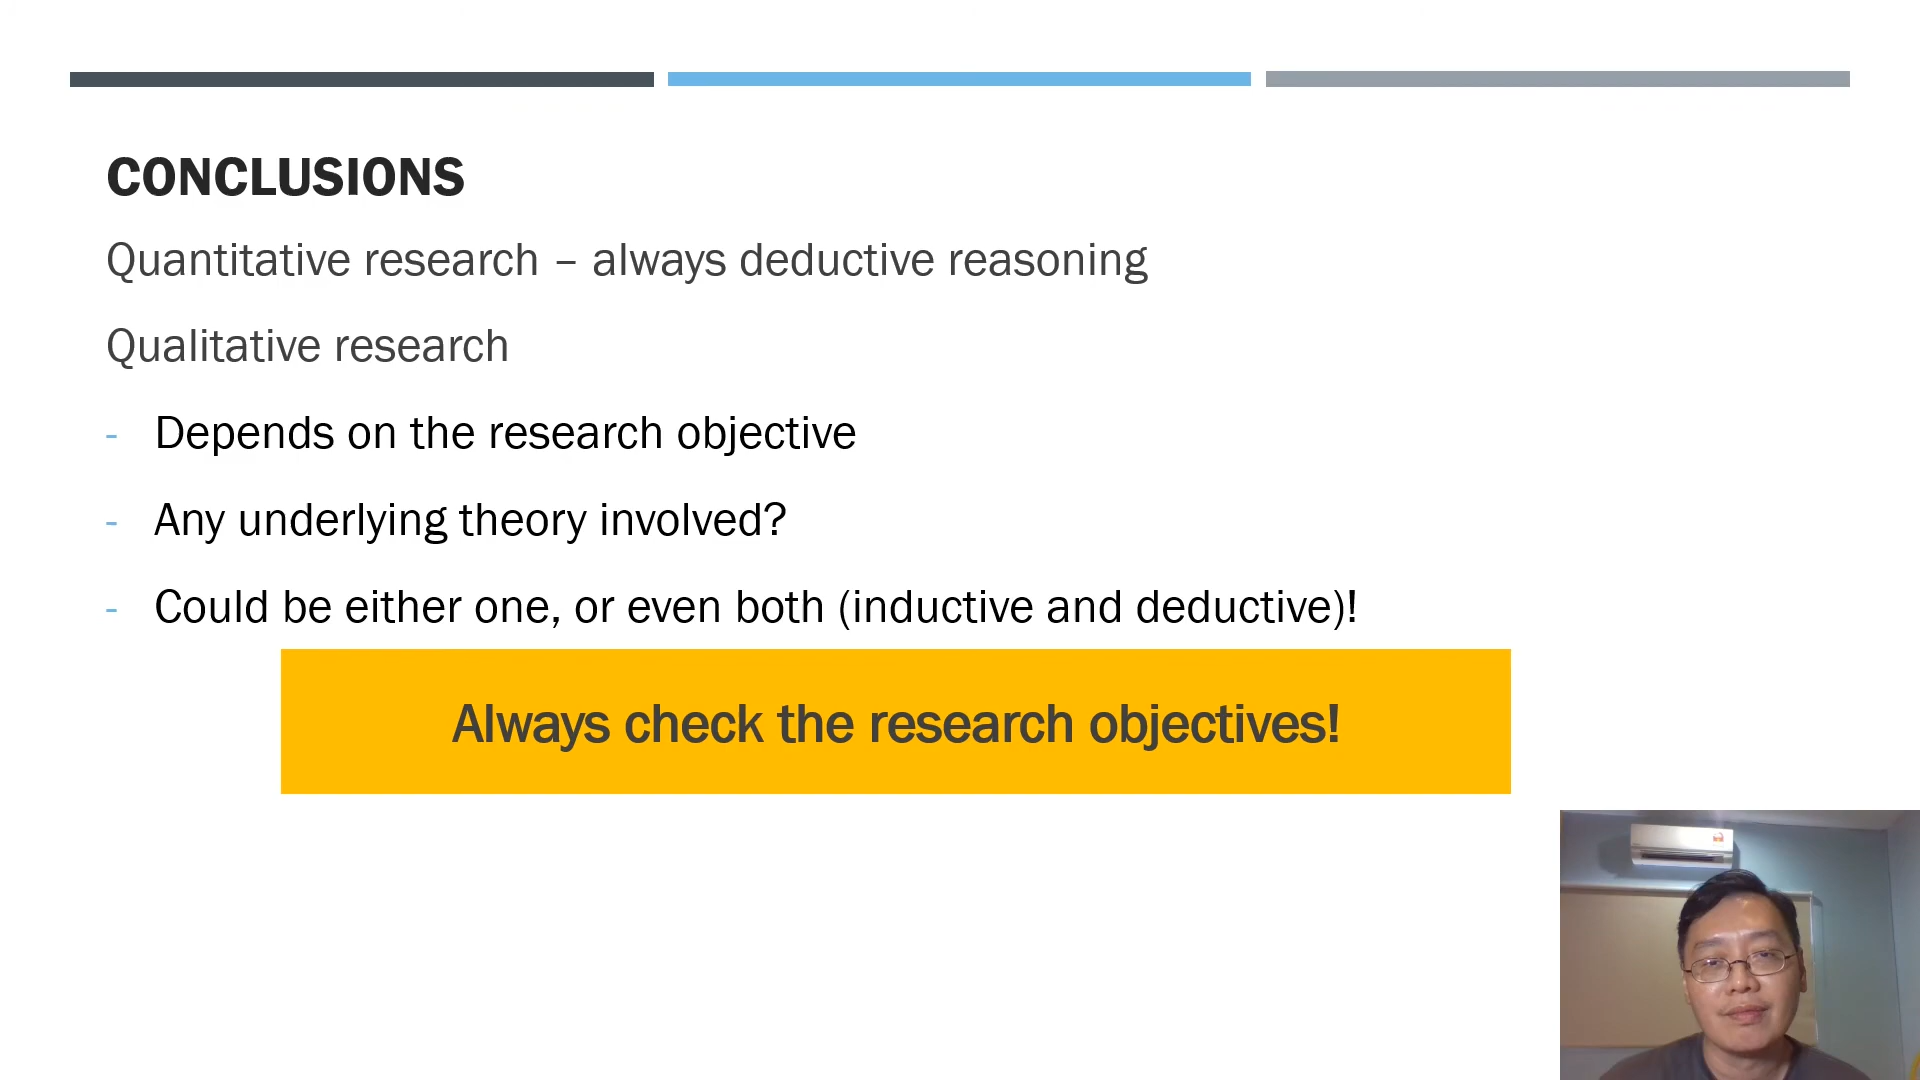 CONCLUSIONS
Quantitative research – always deductive reasoning
Qualitative research
- Depends on the research objective
- Any underlying theory involved?
- Could be either one, or even both (inductive and deductive)!
Always check the research objectives!